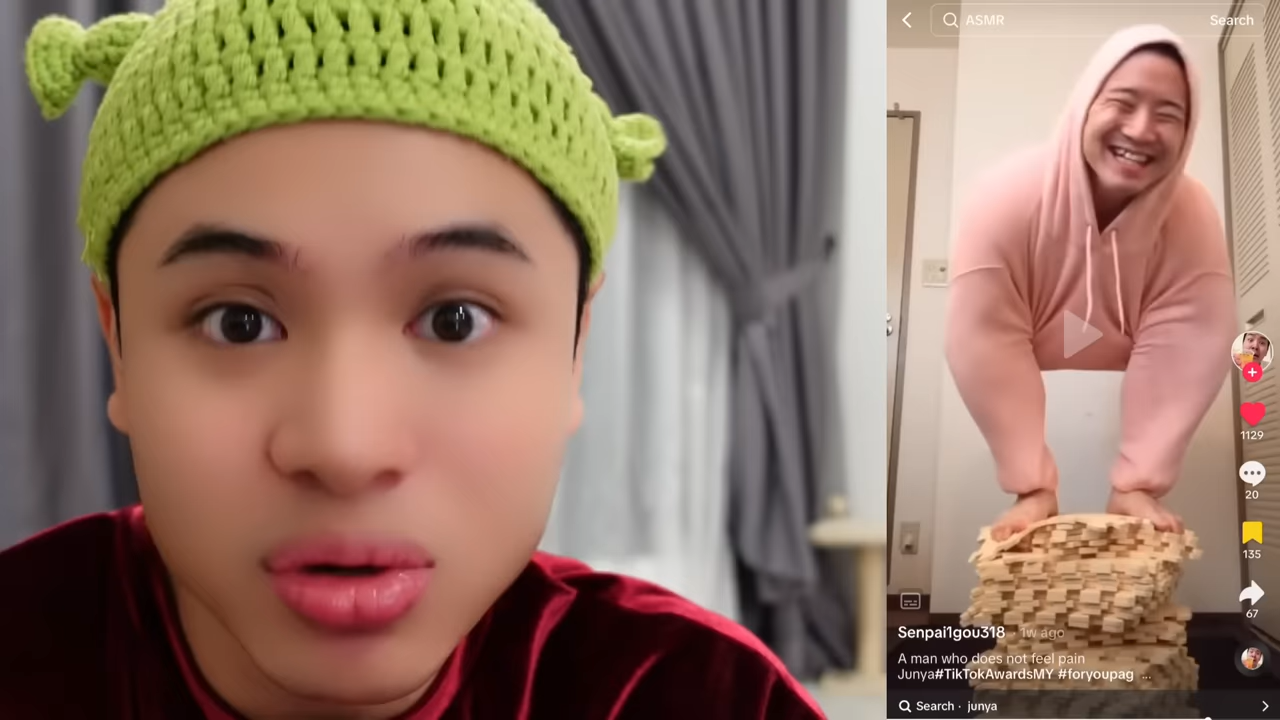 ASMR
Search
1129
20
135
67
Senpai1gou318 · 1w ago
A man who does not feel pain
Junya#TikTokAwardsMY #foryoupag ...
Search · junya